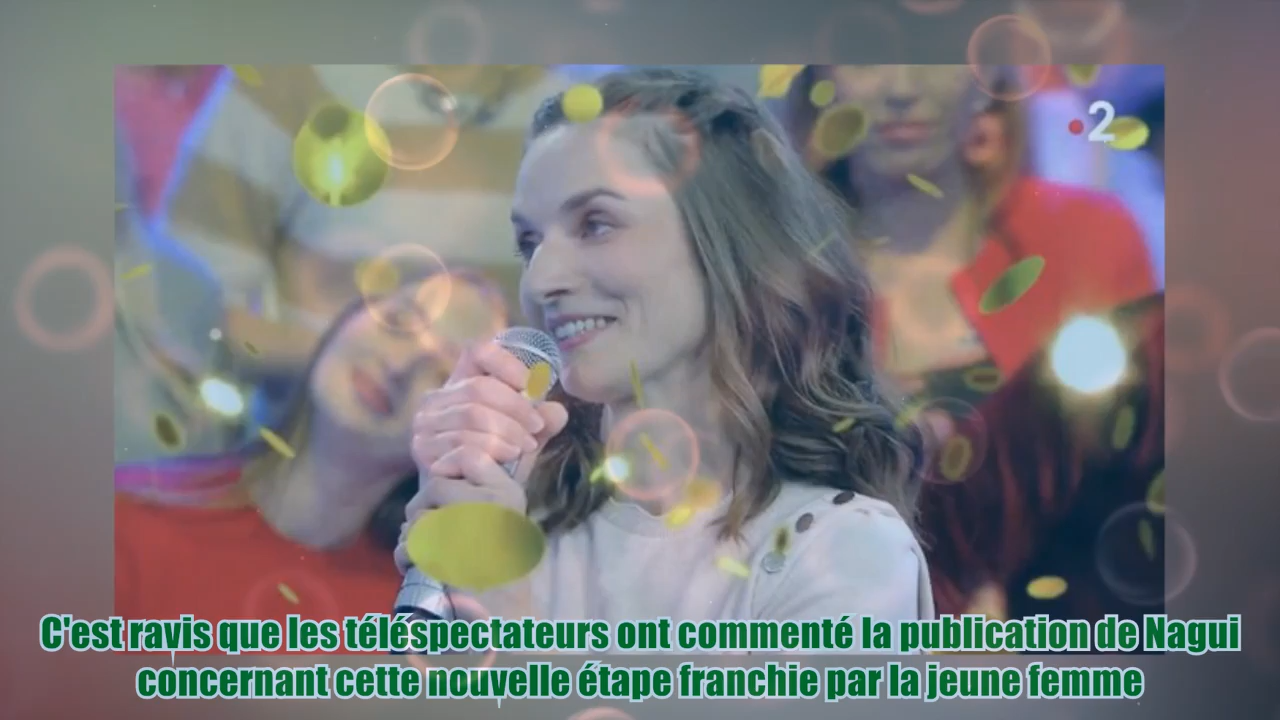 2
C'est ravis que les téléspectateurs ont commenté la publication de Nagui
concernant cette nouvelle étape franchie par la jeune femme